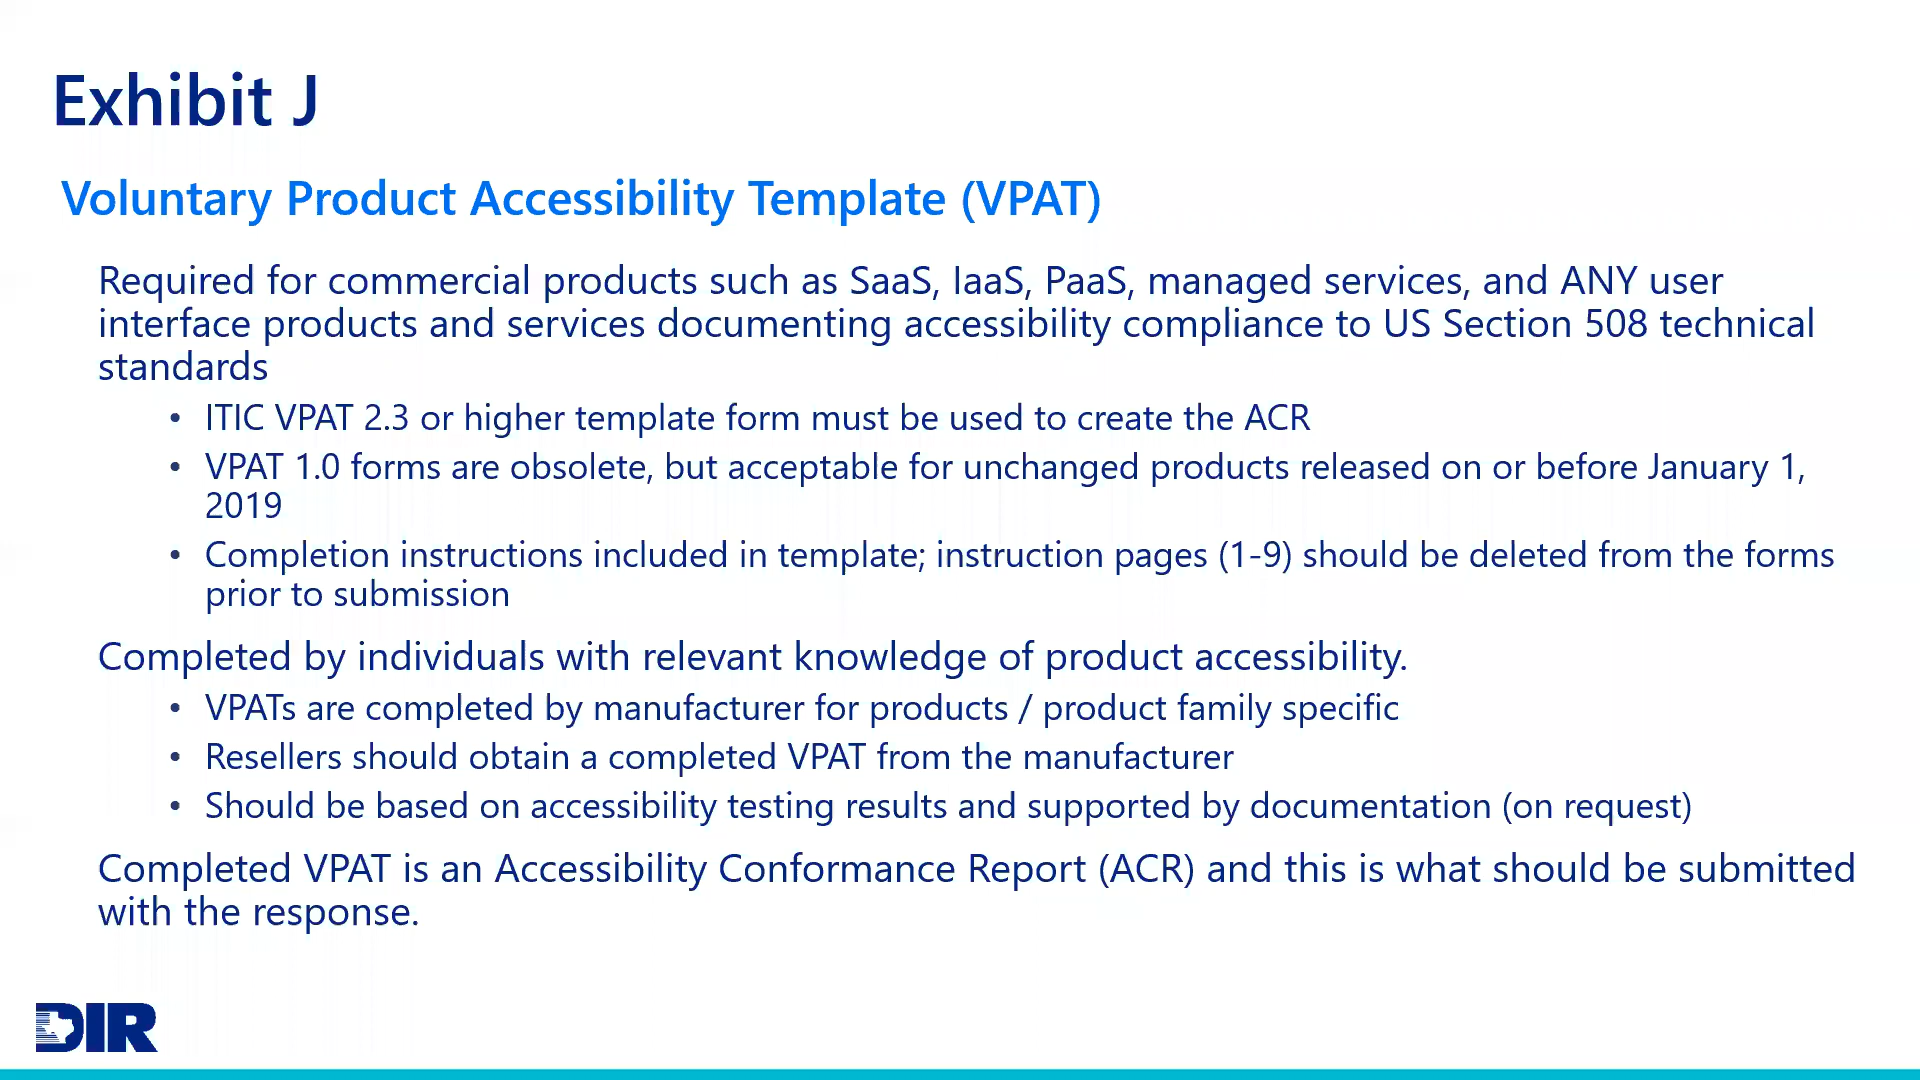 Exhibit J
Voluntary Product Accessibility Template (VPAT)
Required for commercial products such as SaaS, IaaS, PaaS, managed services, and ANY user
interface products and services documenting accessibility compliance to US Section 508 technical
standards
• ITIC VPAT 2.3 or higher template form must be used to create the ACR
• VPAT 1.0 forms are obsolete, but acceptable for unchanged products released on or before January 1,
2019
• Completion instructions included in template; instruction pages (1-9) should be deleted from the forms
prior to submission
Completed by individuals with relevant knowledge of product accessibility.
• VPATs are completed by manufacturer for products / product family specific
• Resellers should obtain a completed VPAT from the manufacturer
• Should be based on accessibility testing results and supported by documentation (on request)
Completed VPAT is an Accessibility Conformance Report (ACR) and this is what should be submitted
with the response.
DIR